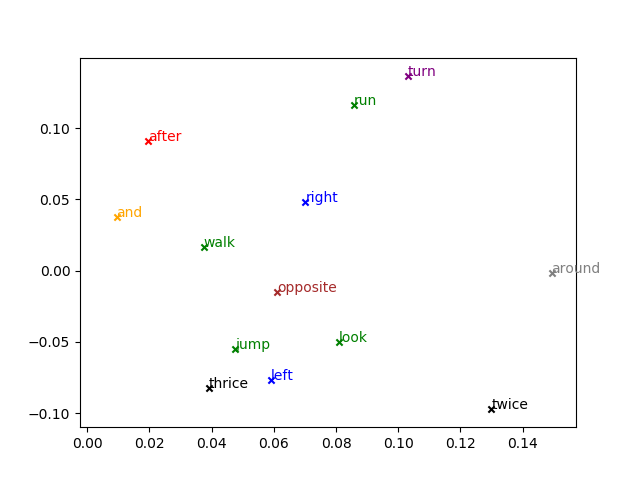 turn
run
after
right
and
walk
around
opposite
look
jump
left
thrice
twice
0.10
0.05
0.00
−0.05
−0.10
0.00 0.02 0.04 0.06 0.08 0.10 0.12 0.14